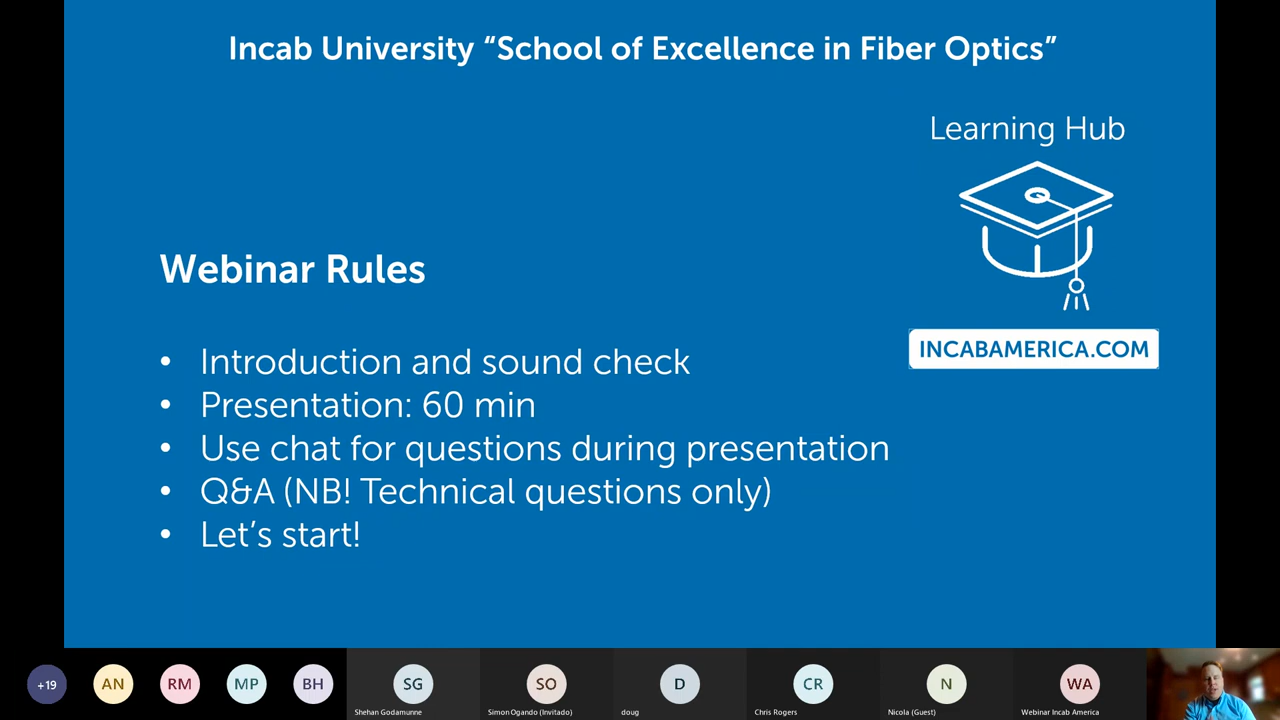 Incab University “School of Excellence in Fiber Optics”
Learning Hub
INCABAMERICA.COM
Webinar Rules
• Introduction and sound check
• Presentation: 60 min
• Use chat for questions during presentation
• Q&A (NB! Technical questions only)
• Let’s start!
+19
AN
RM
MP
BH
SG
SO
D
CR
N
WA
Shehan Godamunne
Simon Ogando (Invitado)
doug
Chris Rogers
Nicola (Guest)
Webinar Incab America